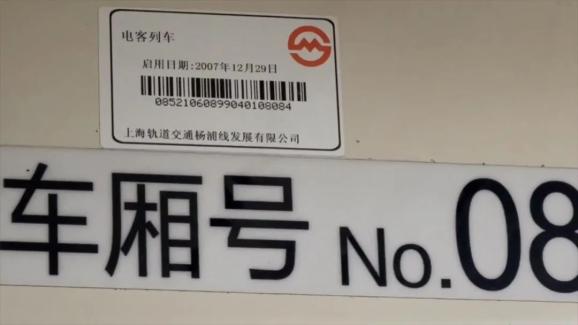 电客列车
启用日期:2007年12月29日
08521060899040108084
上海轨道交通杨浦线发展有限公司
车厢号 No.08